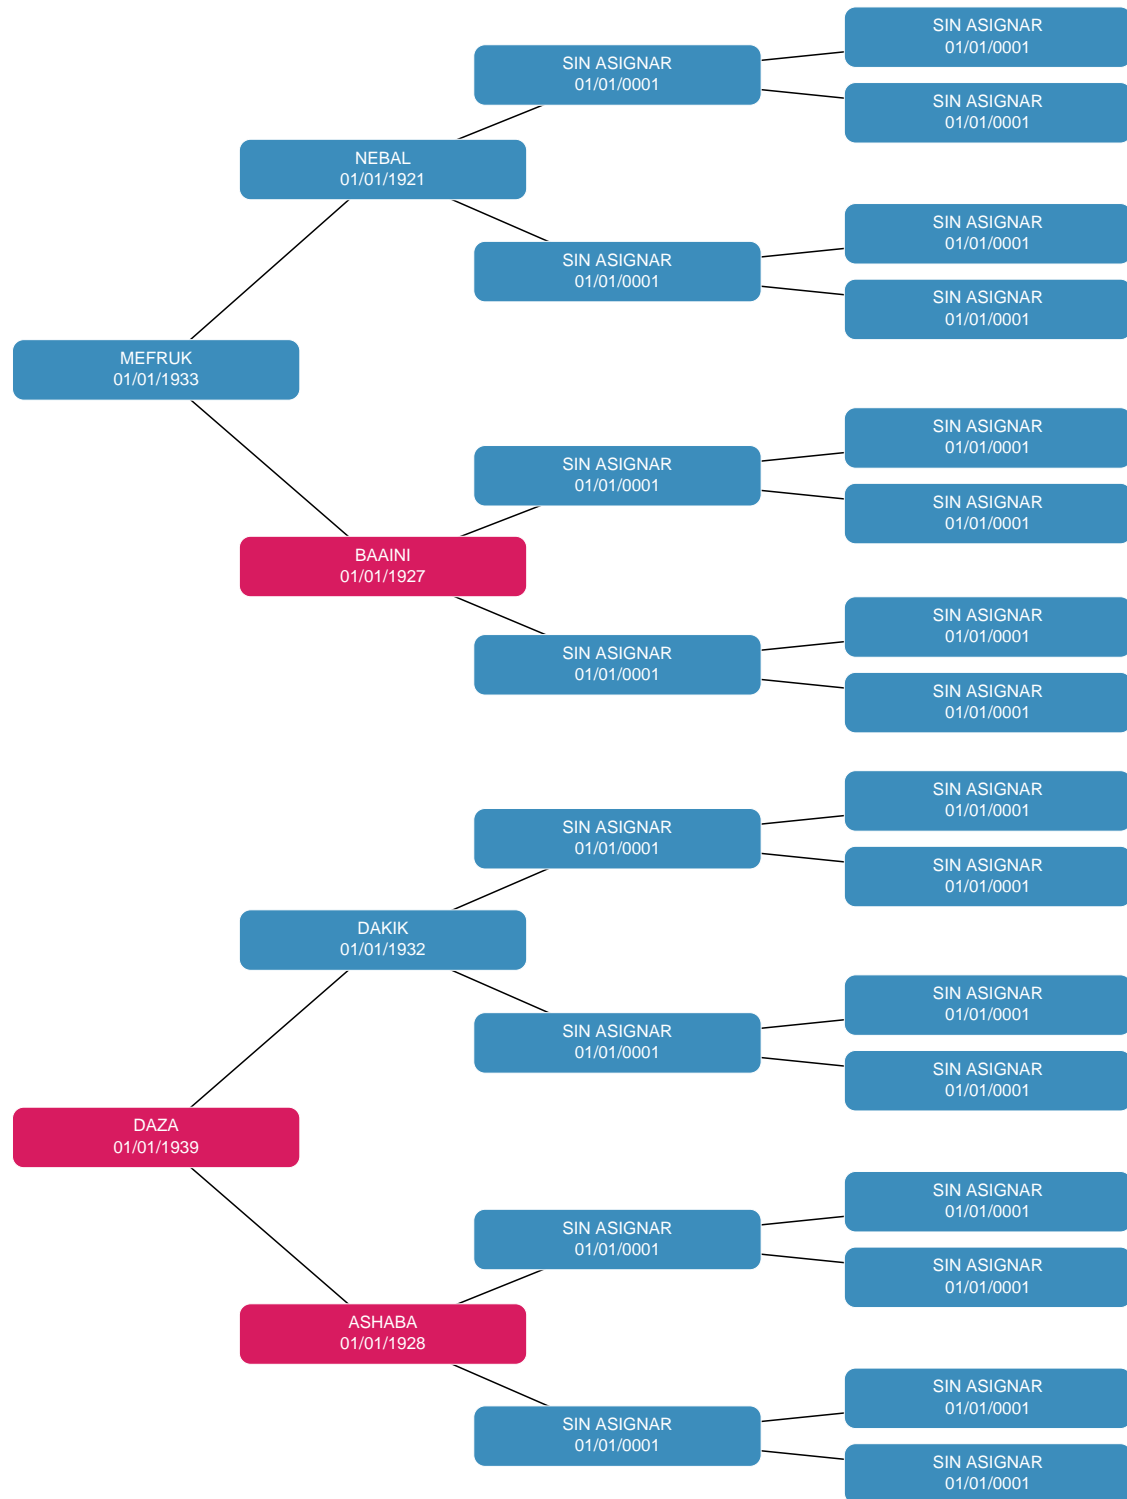 SIN ASIGNAR
01/01/0001
SIN ASIGNAR
01/01/0001
SIN ASIGNAR
01/01/0001
NEBAL
01/01/1921
SIN ASIGNAR
01/01/0001
SIN ASIGNAR
01/01/0001
SIN ASIGNAR
01/01/0001
MEFRUK
01/01/1933
SIN ASIGNAR
01/01/0001
SIN ASIGNAR
01/01/0001
SIN ASIGNAR
01/01/0001
BAAINI
01/01/1927
SIN ASIGNAR
01/01/0001
SIN ASIGNAR
01/01/0001
SIN ASIGNAR
01/01/0001
SIN ASIGNAR
01/01/0001
SIN ASIGNAR
01/01/0001
SIN ASIGNAR
01/01/0001
DAKIK
01/01/1932
SIN ASIGNAR
01/01/0001
SIN ASIGNAR
01/01/0001
SIN ASIGNAR
01/01/0001
DAZA
01/01/1939
SIN ASIGNAR
01/01/0001
SIN ASIGNAR
01/01/0001
SIN ASIGNAR
01/01/0001
ASHABA
01/01/1928
SIN ASIGNAR
01/01/0001
SIN ASIGNAR
01/01/0001
SIN ASIGNAR
01/01/0001